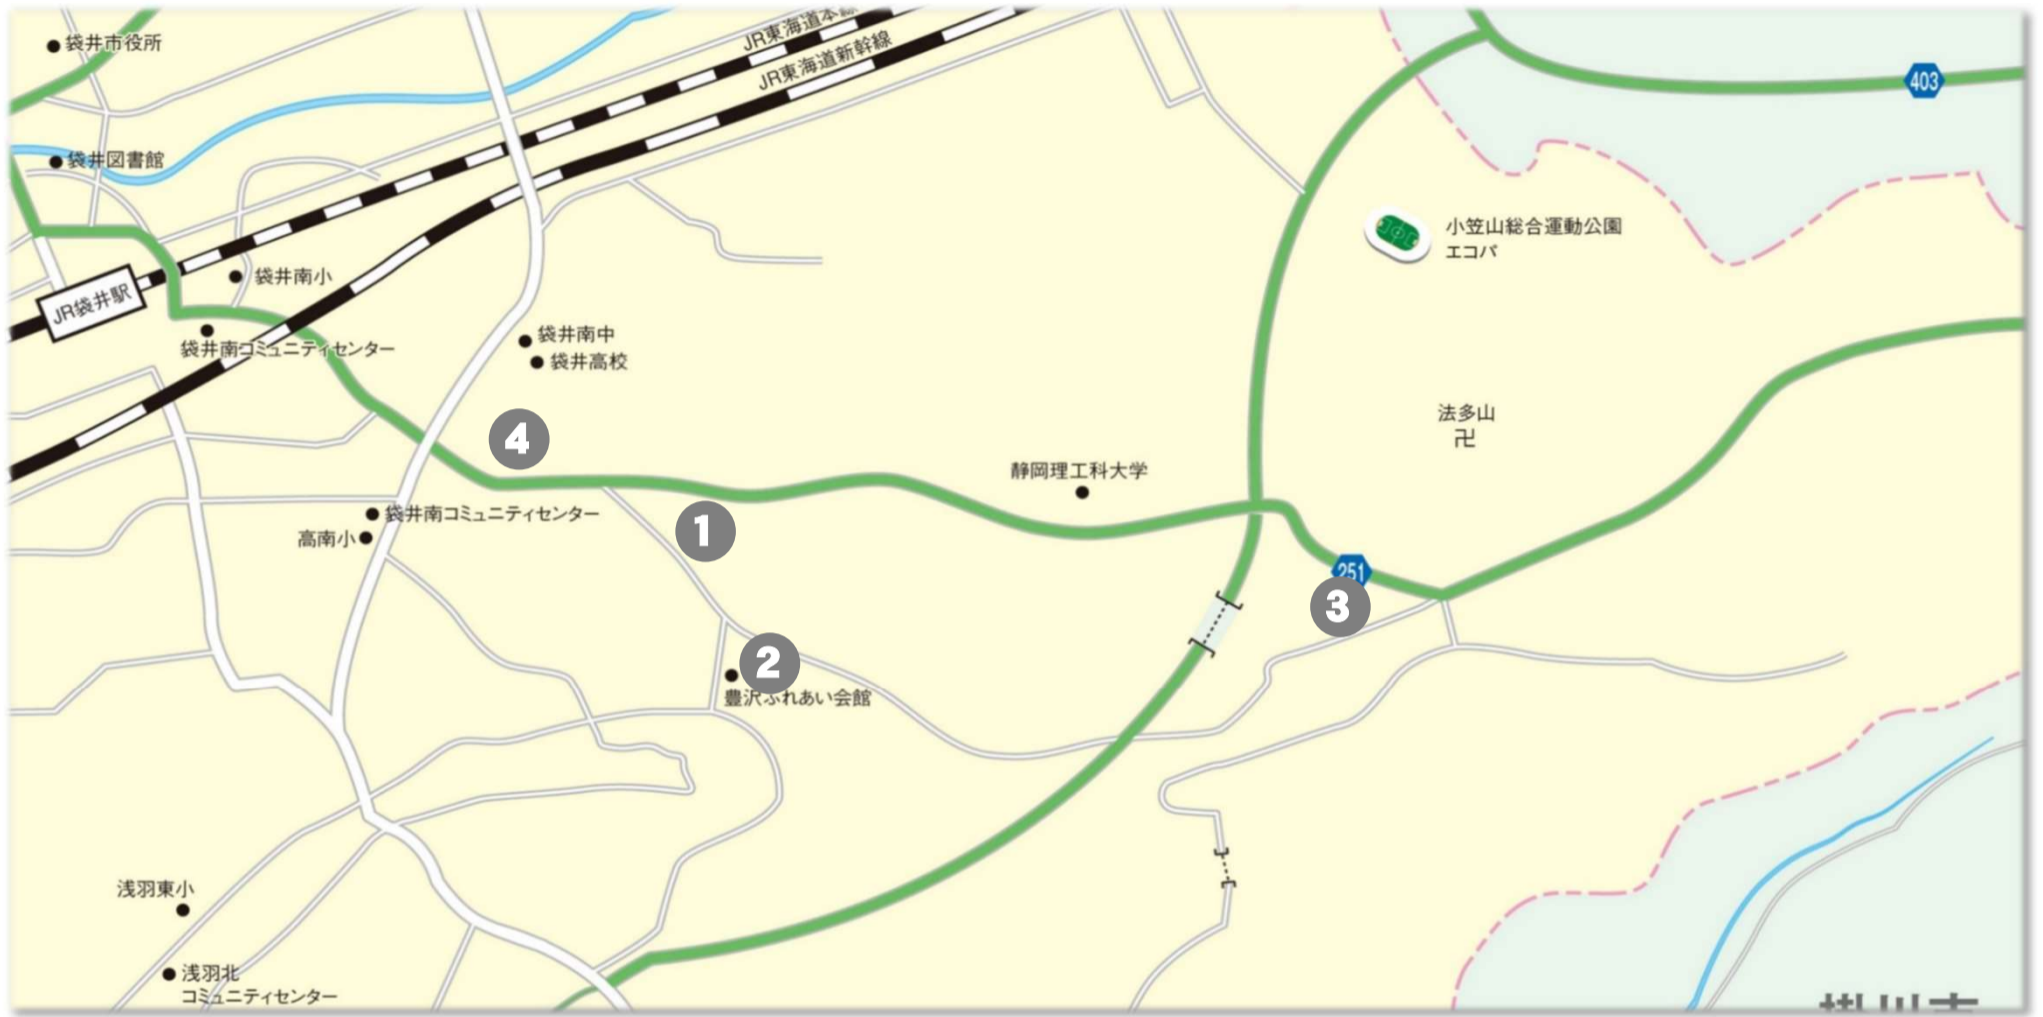 袋井市役所
JR東海道本線
JR東海道新幹線
403
袋井図書館
小笠山総合運動公園
エコパ
袋井南小
JR袋井駅
袋井南中
袋井南コミュニティセンター
袋井高校
法多山
卍
4
静岡理工科大学
袋井南コミュニティセンター
1
高南小
251
3
2
豊沢ふれあい会館
浅羽東小
浅羽北
コミュニティセンター